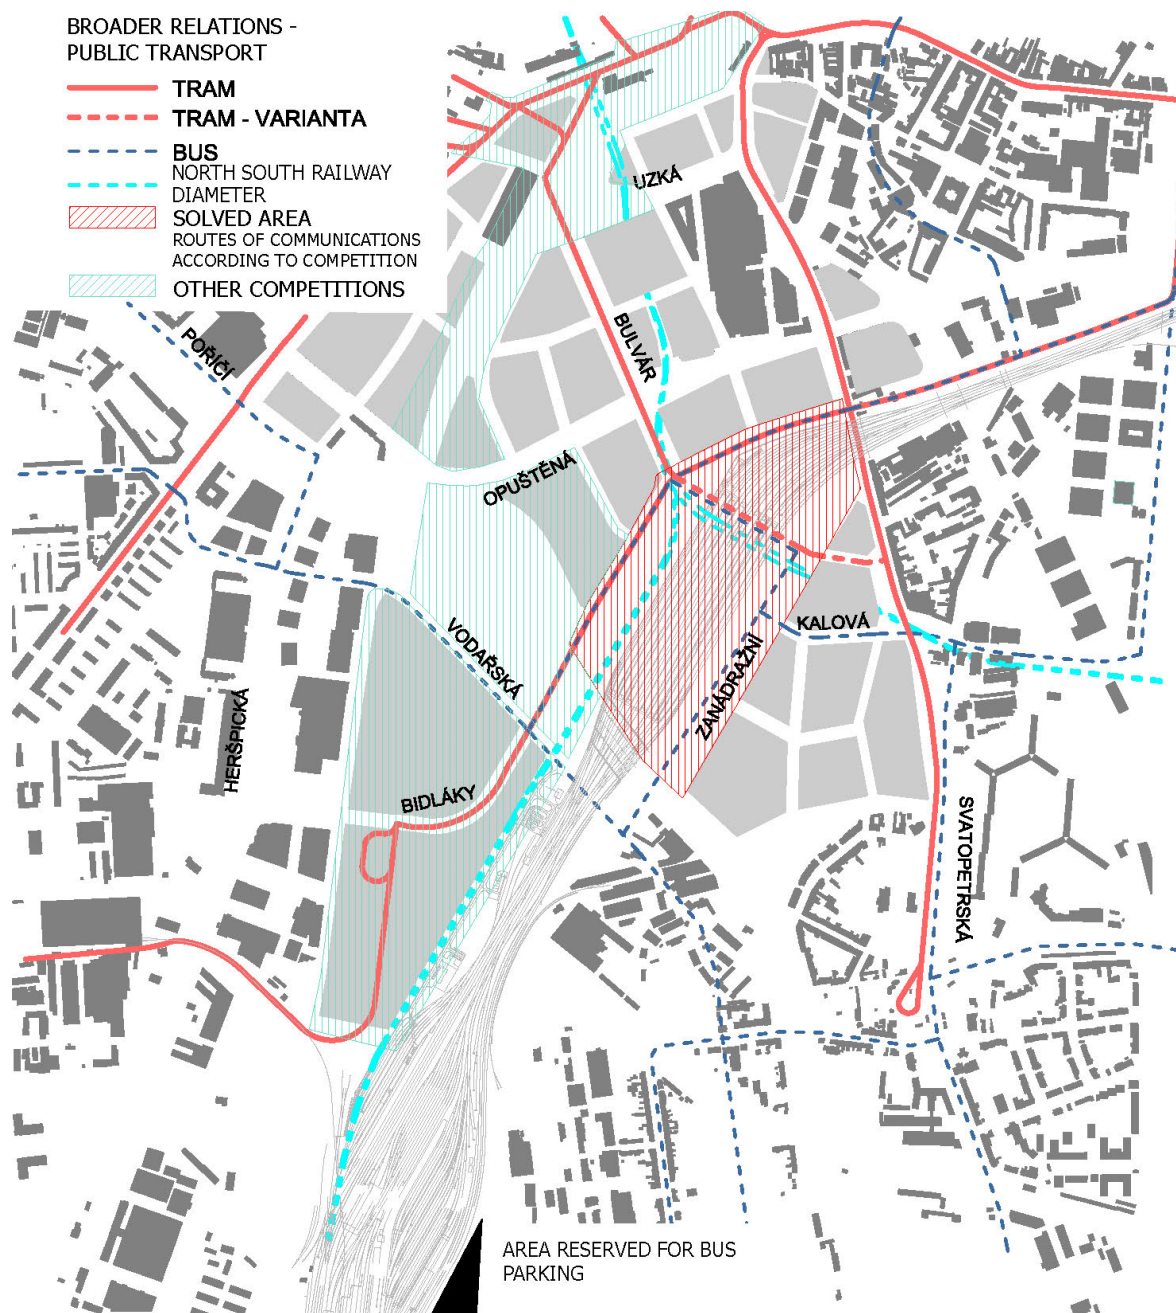 BROADER RELATIONS -
PUBLIC TRANSPORT
TRAM
TRAM - VARIANTA
BUS
NORTH SOUTH RAILWAY
DIAMETER
SOLVED AREA
ROUTES OF COMMUNICATIONS
ACCORDING TO COMPETITION
OTHER COMPETITIONS
UZKÁ
POŘÍČÍ
BULVÁR
OPUŠTĚNÁ
VODAŘSKÁ
KALOVÁ
ZANÁDRAŽNÍ
HERŠPICKÁ
BIDLÁKY
SVATOPETRSKÁ
AREA RESERVED FOR BUS
PARKING